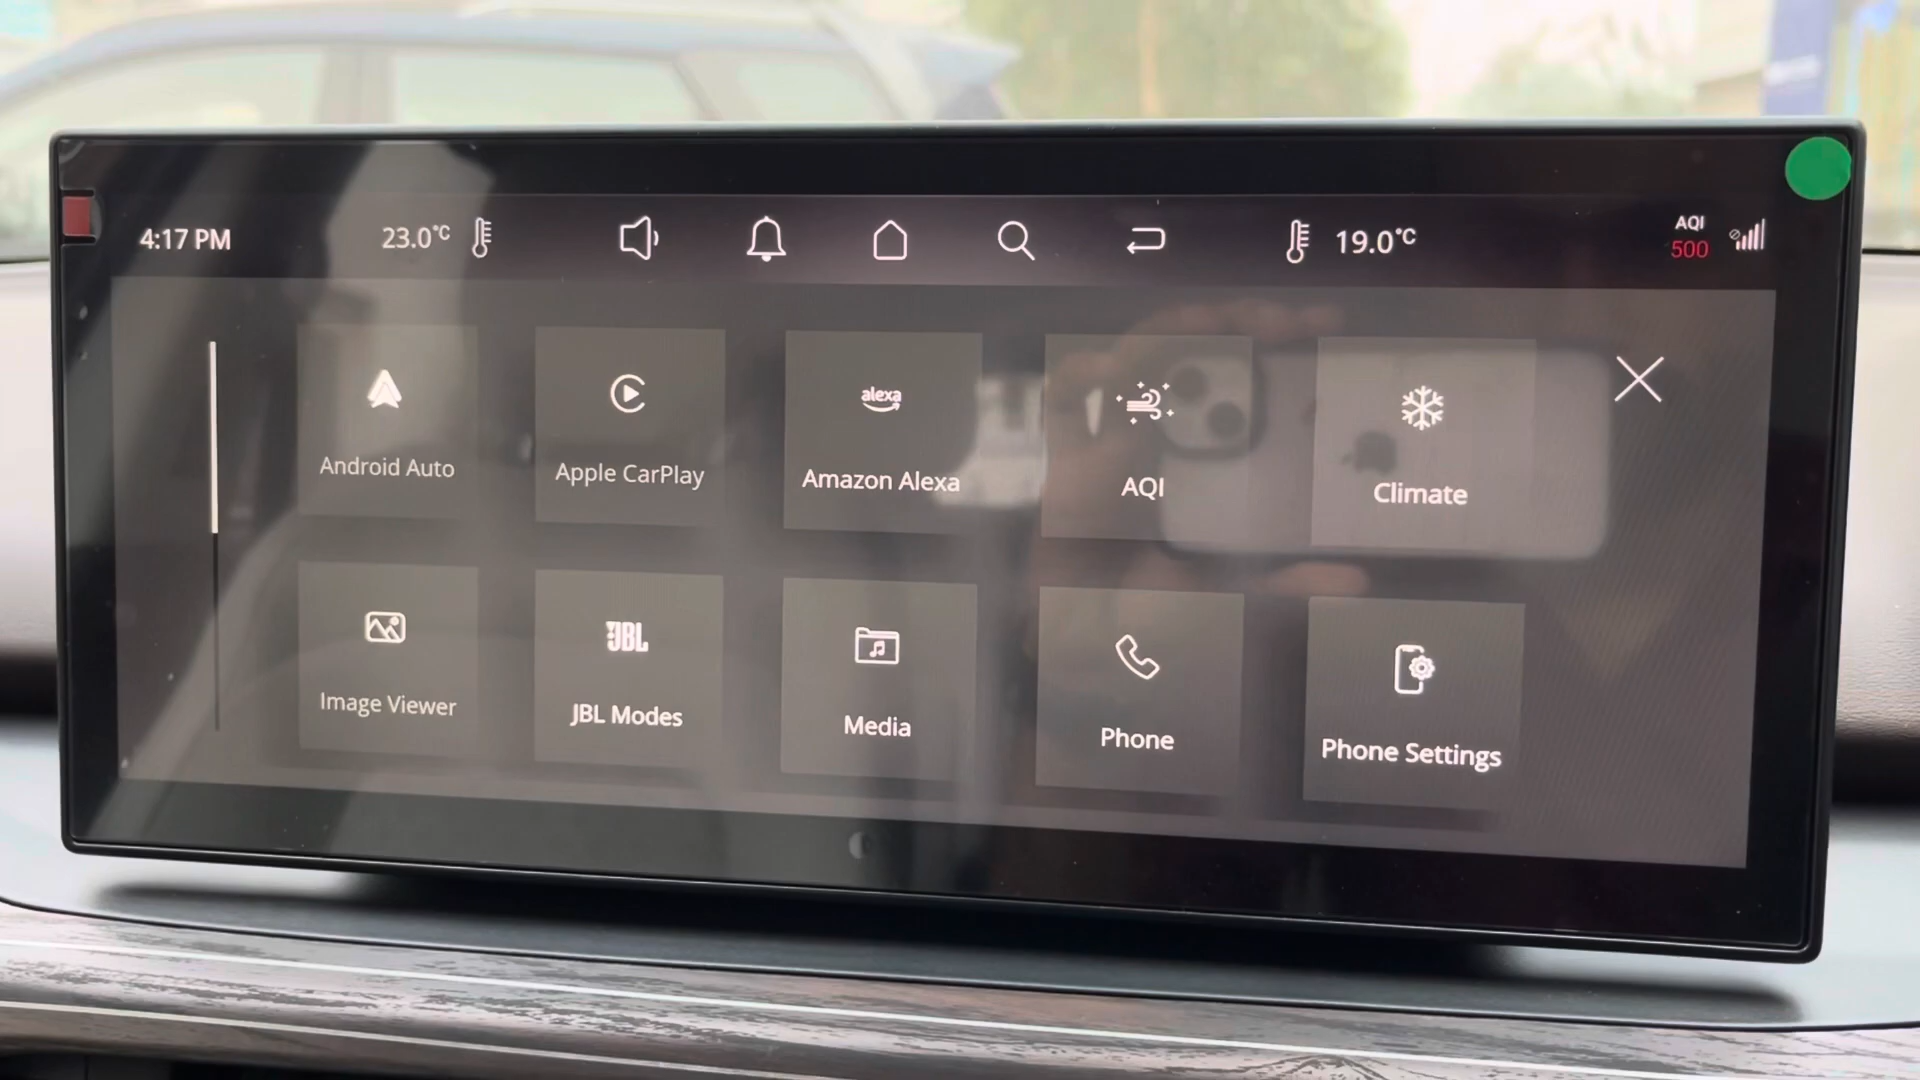 4:17 PM
23.0°C
19.0°C
AQI
500
Android Auto
Apple CarPlay
alexa
Amazon Alexa
AQI
Climate
Image Viewer
JBL
JBL Modes
Media
Phone
Phone Settings